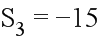 S₃ = −15